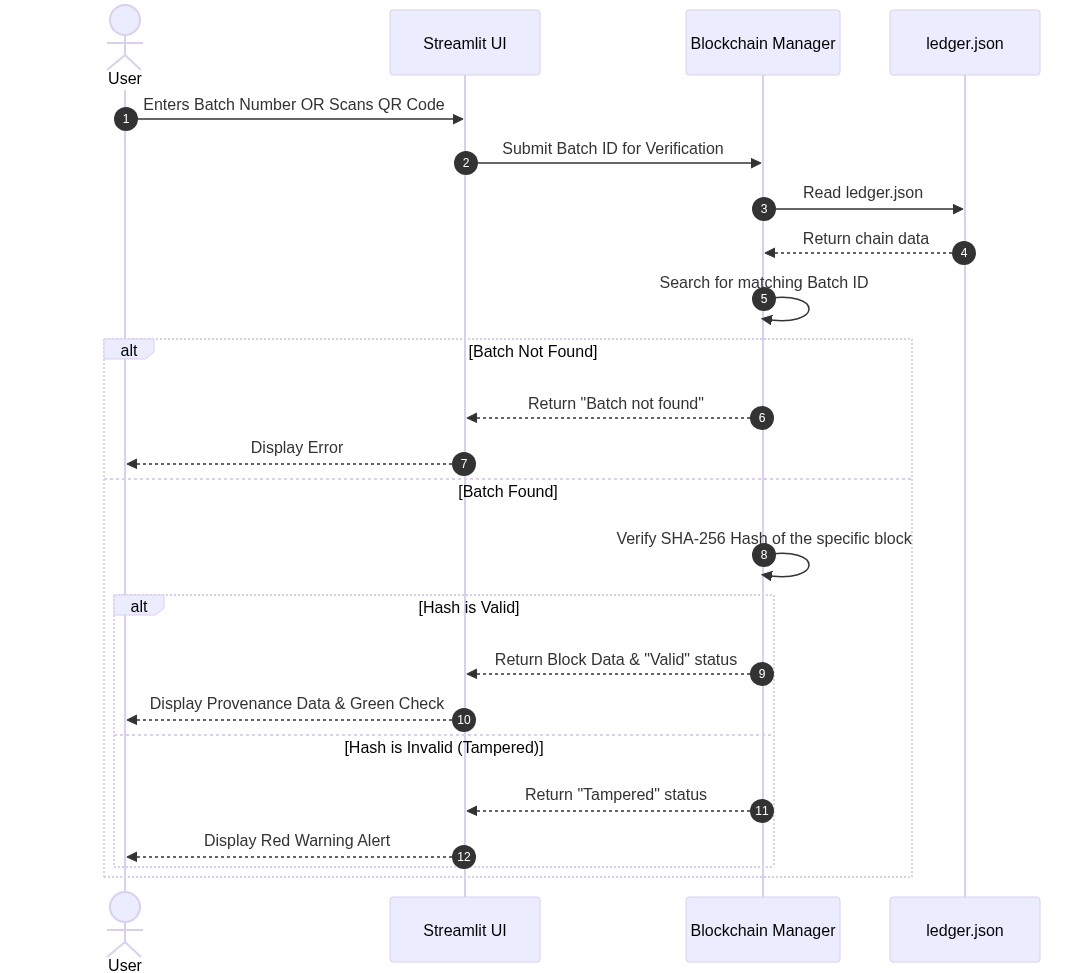 User
Streamlit UI
Blockchain Manager
ledger.json
Enters Batch Number OR Scans QR Code
1
Submit Batch ID for Verification
2
Read ledger.json
3
Return chain data
4
Search for matching Batch ID
5
alt
[Batch Not Found]
Return "Batch not found"
6
Display Error
7
[Batch Found]
Verify SHA-256 Hash of the specific block
8
alt
[Hash is Valid]
Return Block Data & "Valid" status
9
Display Provenance Data & Green Check
10
[Hash is Invalid (Tampered)]
Return "Tampered" status
11
Display Red Warning Alert
12
User
Streamlit UI
Blockchain Manager
ledger.json